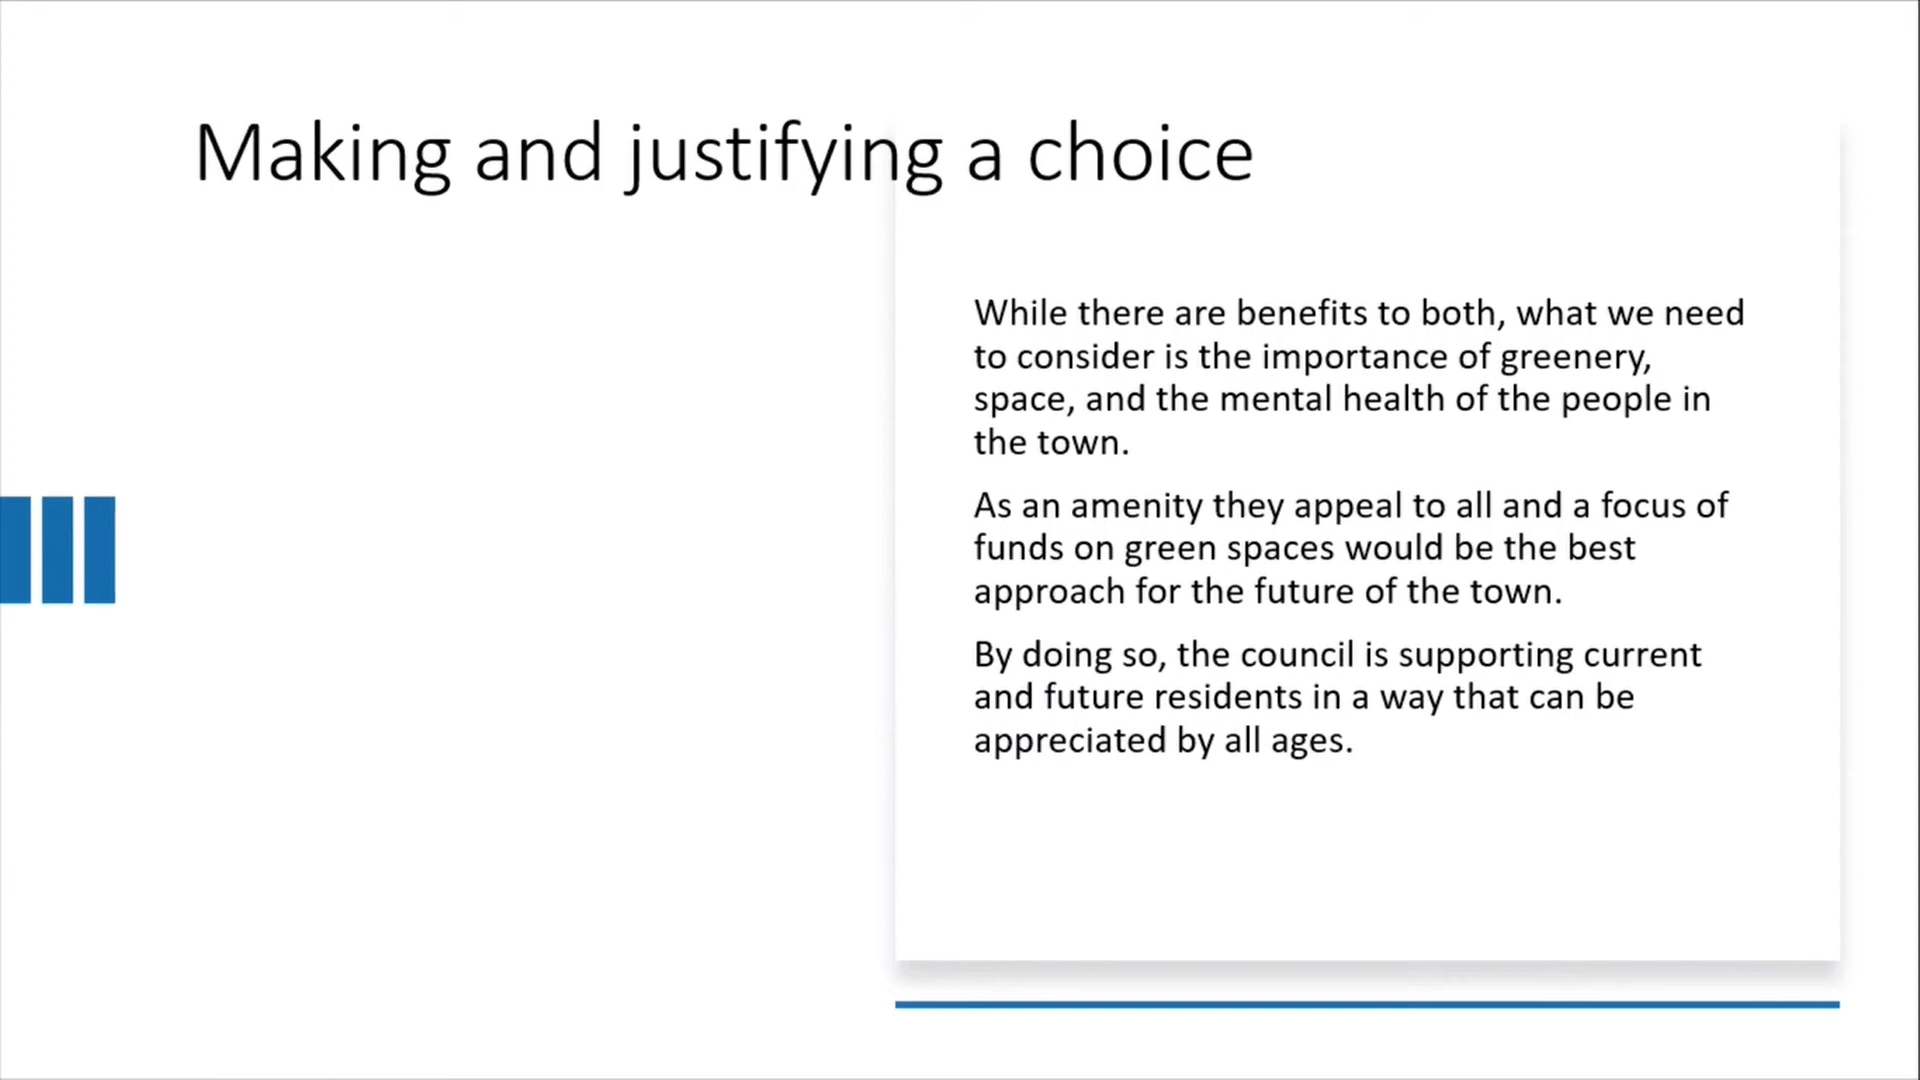 Making and justifying a choice
While there are benefits to both, what we need
to consider is the importance of greenery,
space, and the mental health of the people in
the town.
As an amenity they appeal to all and a focus of
funds on green spaces would be the best
approach for the future of the town.
By doing so, the council is supporting current
and future residents in a way that can be
appreciated by all ages.